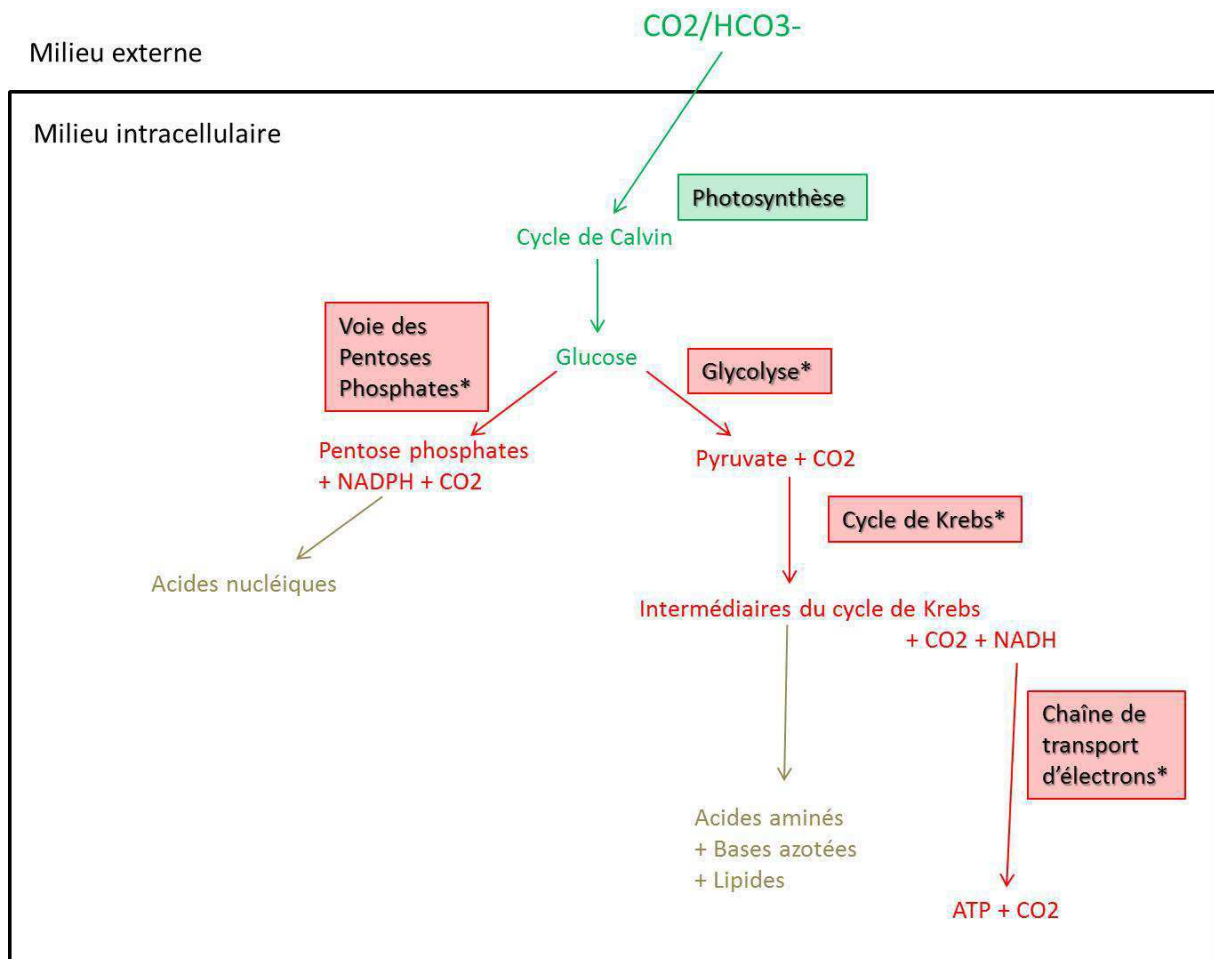 CO2/HCO3-
Milieu externe
Milieu intracellulaire
Photosynthèse
Cycle de Calvin
Voie des
Pentoses
Phosphates*
Glucose
Glycolyse*
Pentose phosphates
+ NADPH + CO2
Pyruvate + CO2
Cycle de Krebs*
Acides nucléiques
Intermédiaires du cycle de Krebs
+ CO2 + NADH
Chaîne de
transport
d'électrons*
Acides aminés
+ Bases azotées
+ Lipides
ATP + CO2